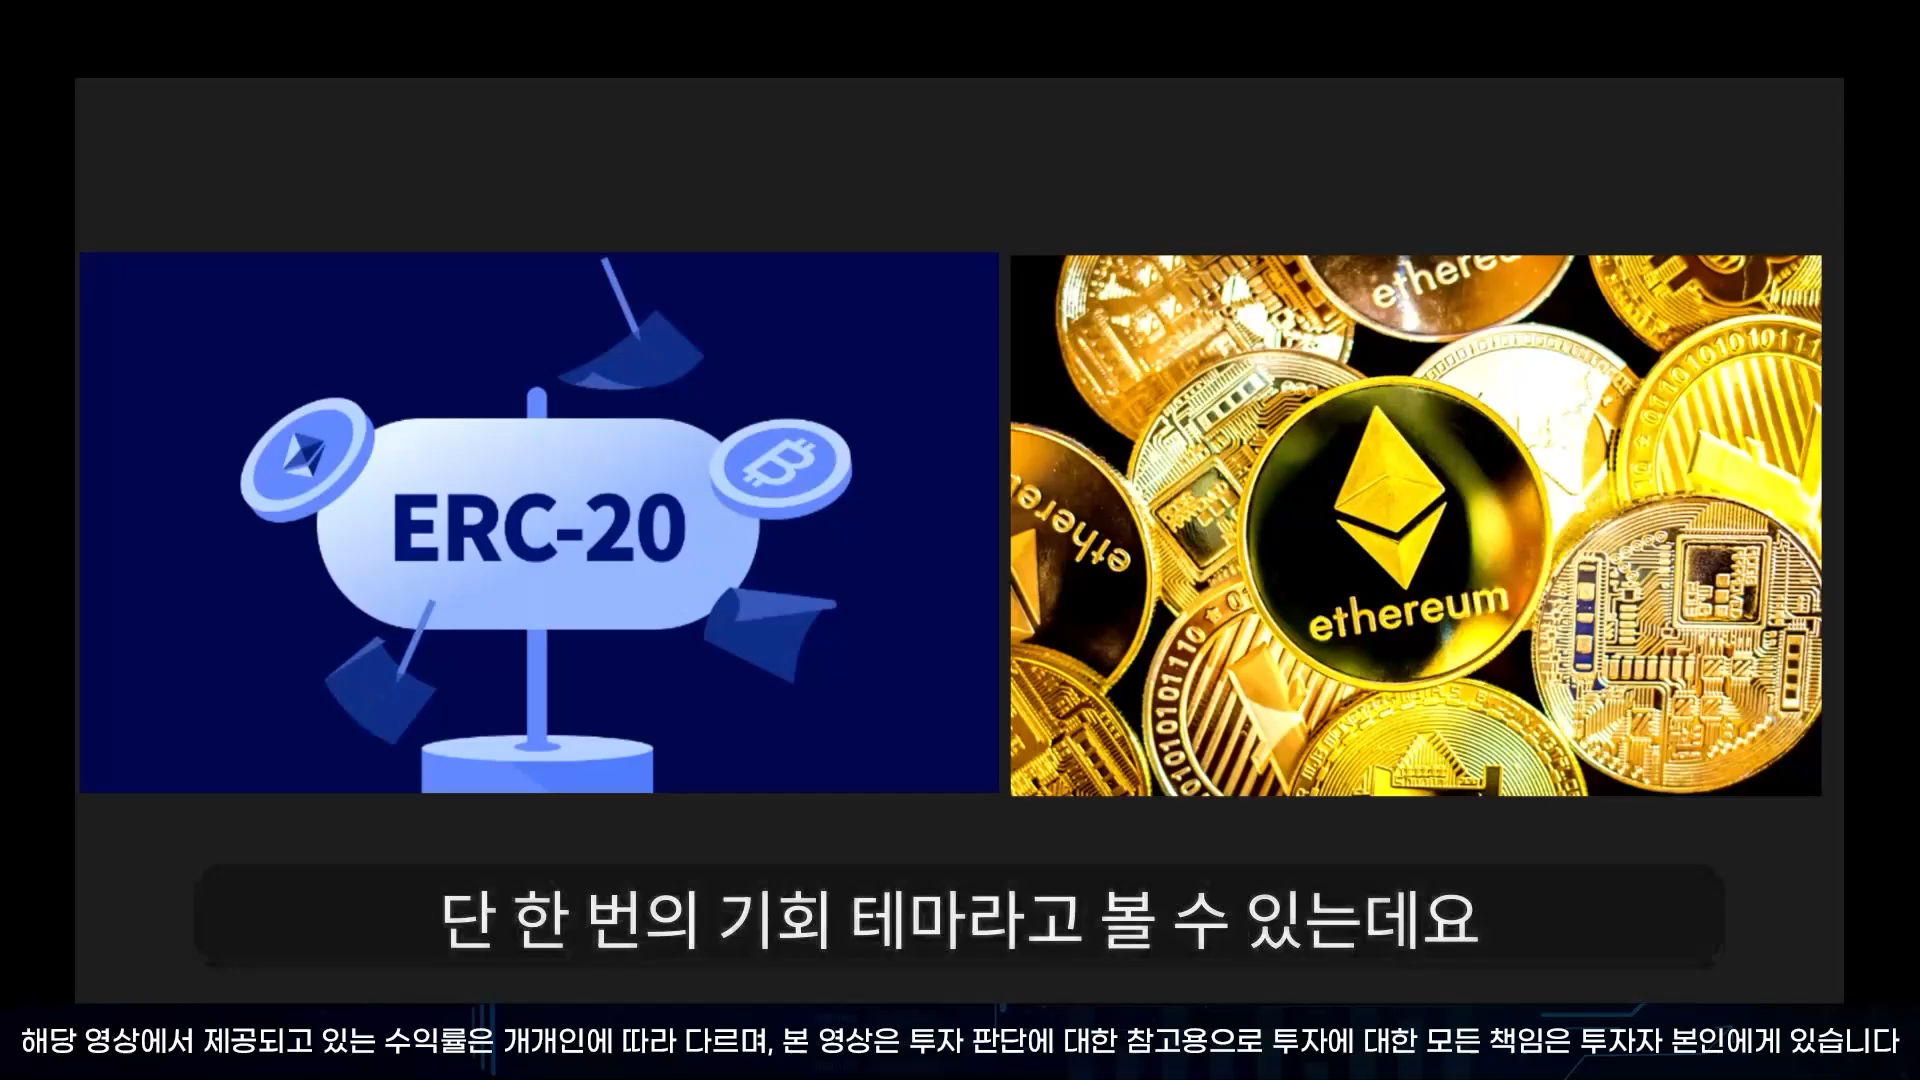 ERC-20
ethereu
ethere
ethereum
단 한 번의 기회 테마라고 볼 수 있는데요
해당 영상에서 제공되고 있는 수익률은 개개인에 따라 다르며, 본 영상은 투자 판단에 대한 참고용으로 투자에 대한 모든 책임은 투자자 본인에게 있습니다